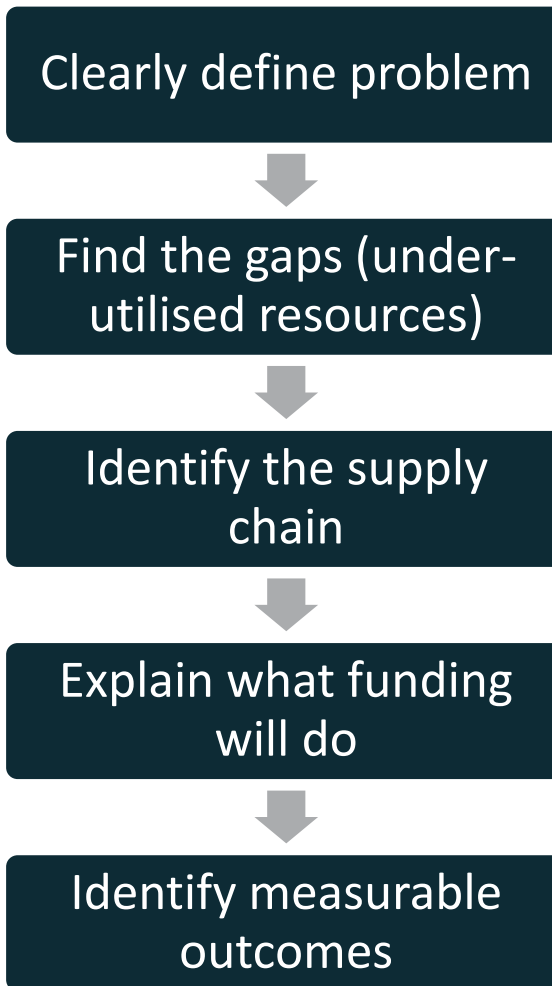 Clearly define problem
Find the gaps (under-
utilised resources)
Identify the supply
chain
Explain what funding
will do
Identify measurable
outcomes